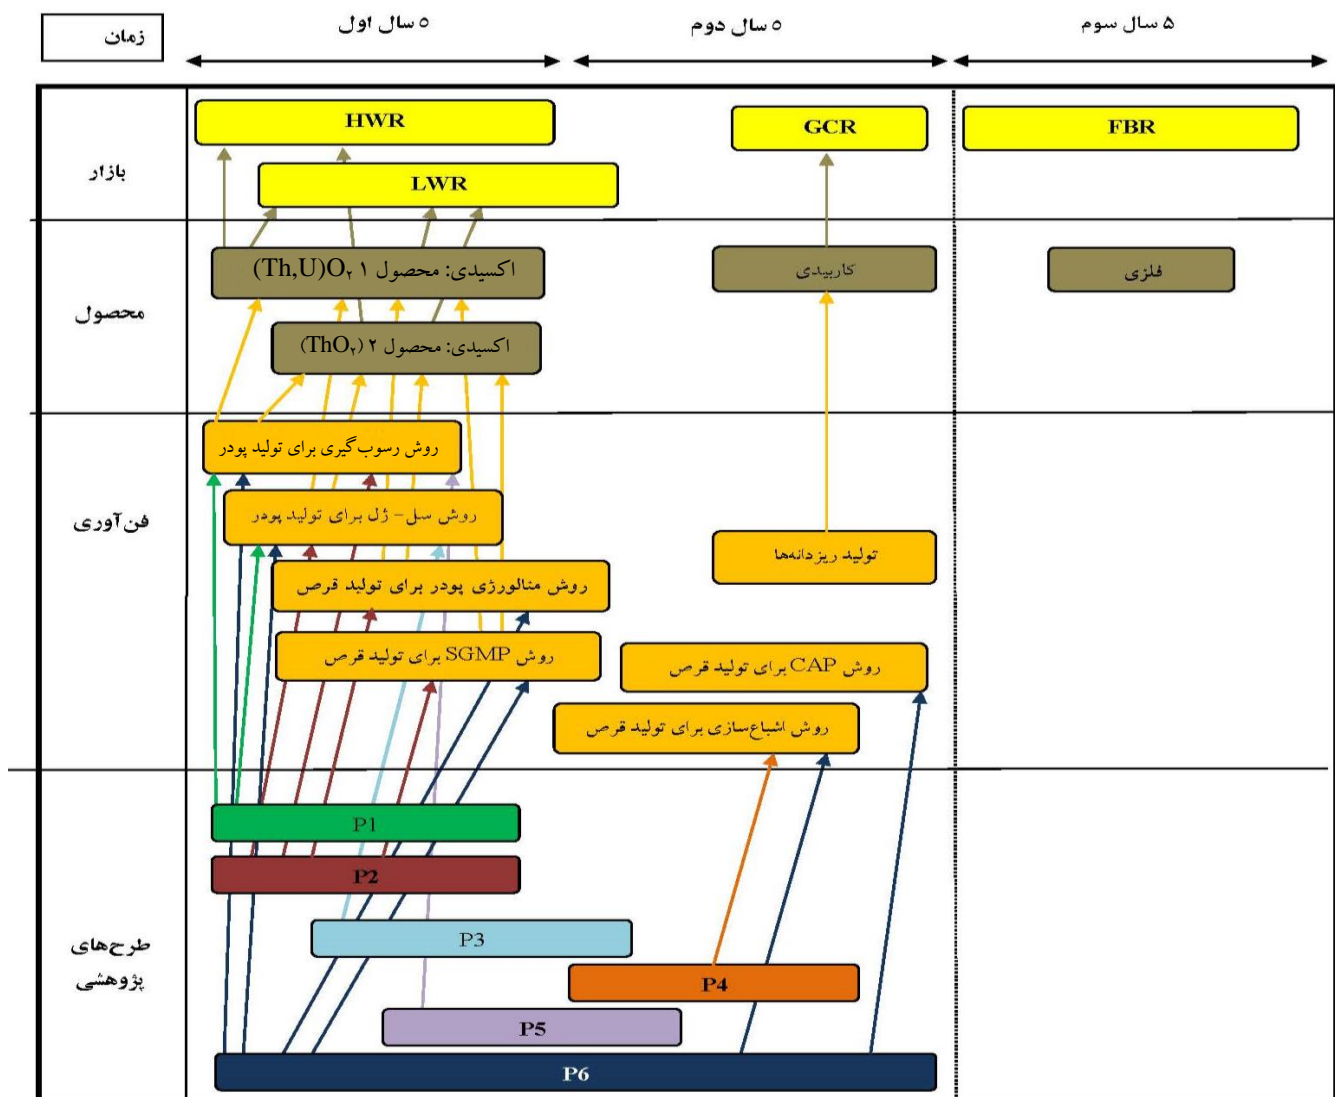 زمان
۵ سال اول
۵ سال دوم
۵ سال سوم
بازار
HWR
GCR
FBR
LWR
محصول
اکسیدی: محصول ۱ (Th,U)O۲
کاربیدی
فلزی
اکسیدی: محصول ۲ (ThO۲)
فن‌آوری
روش رسوب‌گیری برای تولید پودر
روش سل- ژل برای تولید پودر
تولید ریزدانه‌ها
روش متالورژی پودر برای تولید قرص
روش SGMP برای تولید قرص
روش CAP برای تولید قرص
روش اشباع‌سازی برای تولید قرص
طرح‌های
پژوهشی
P1
P2
P3
P4
P5
P6